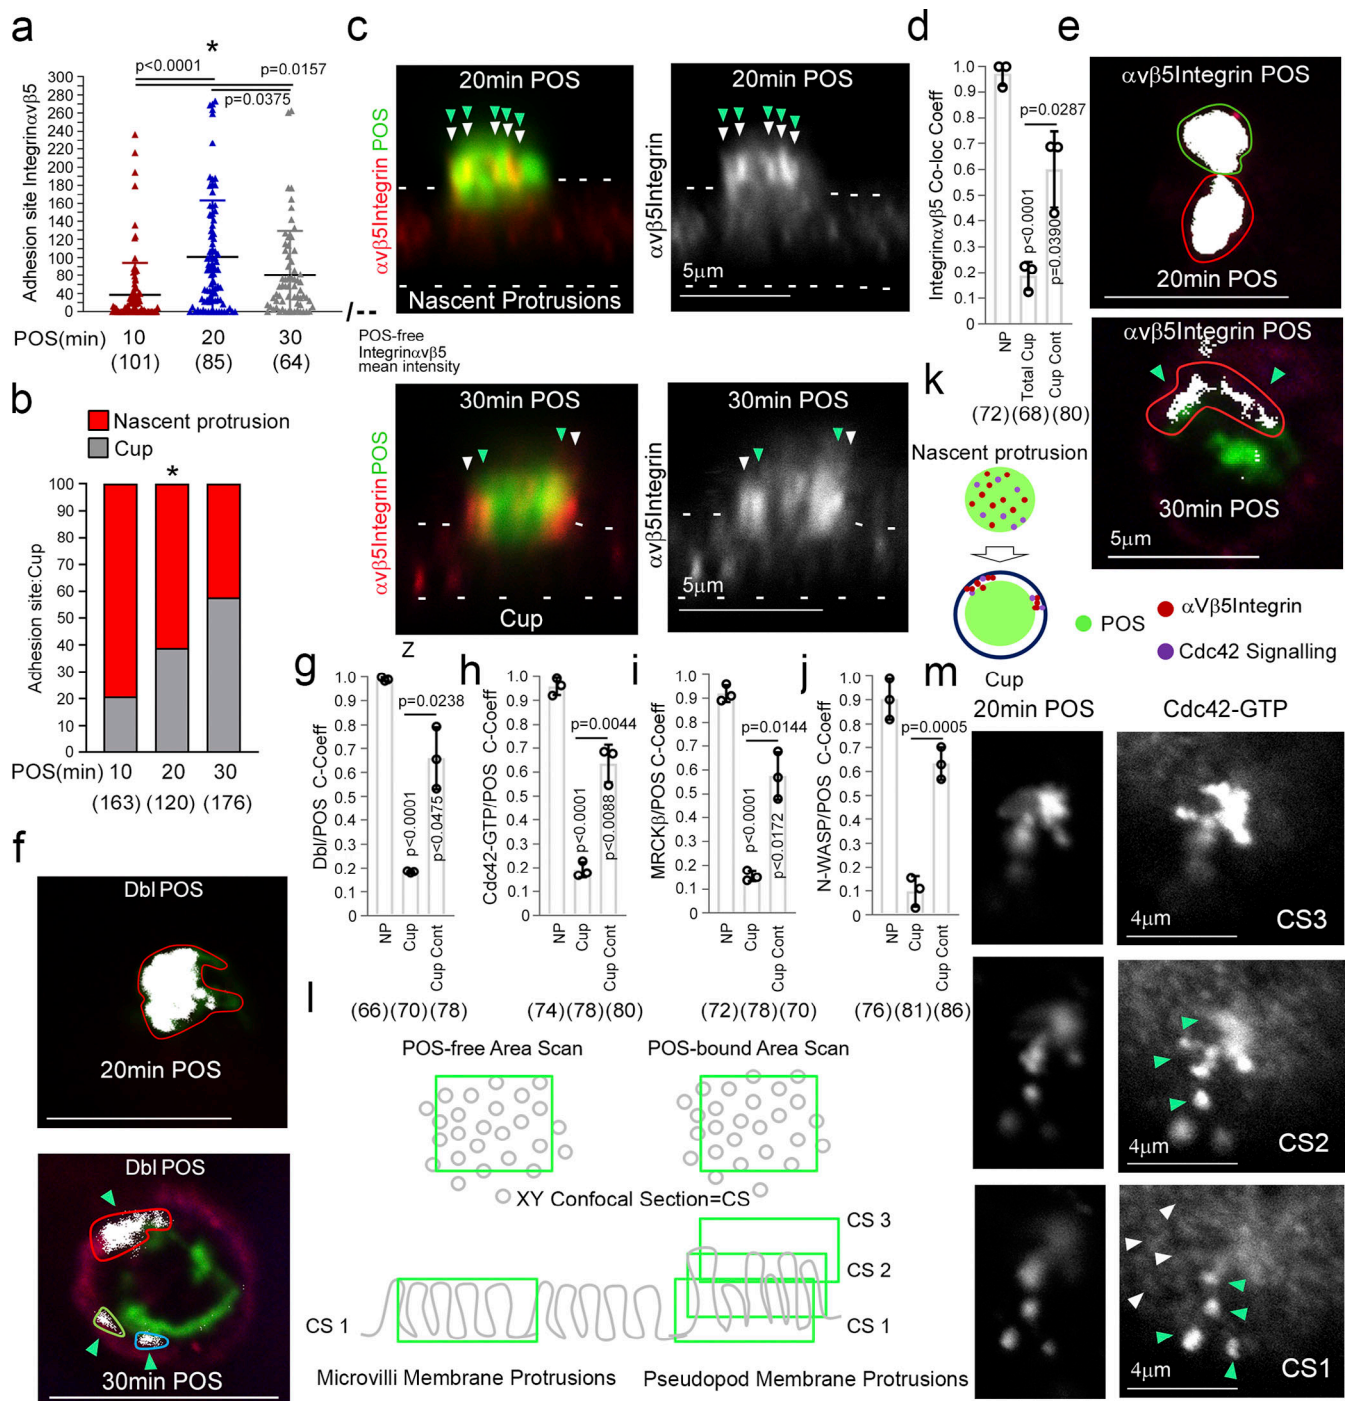 a
*
p<0.0001
p=0.0157
p=0.0375
Adhesion site Integrinαvβ5
300
280
260
240
220
200
180
160
140
120
100
80
60
40
20
0
POS(min) 10 20 30
(101) (85) (64)
/--
POS-free
Integrinαvβ5
mean intensity
b
Nascent protrusion
Cup
*
Adhesion site:Cup
100
90
80
70
60
50
40
30
20
10
0
POS(min) 10 20 30
(163) (120) (176)
c
αvβ5Integrin POS
20min POS
Nascent Protrusions
αvβ5Integrin
20min POS
5μm
αvβ5Integrin POS
30min POS
Cup
αvβ5Integrin
30min POS
5μm
Z
d
Integrinαvβ5 Co-loc Coeff
1.0
0.9
0.8
0.7
0.6
0.5
0.4
0.3
0.2
0.1
p=0.0287
p<0.0001
p=0.0390
NP
Total Cup
Cup Cont
(72) (68) (80)
e
αvβ5Integrin POS
20min POS
αvβ5Integrin POS
30min POS
5μm
f
Dbl POS
20min POS
Dbl POS
30min POS
g
Dbl/POS C-Coeff
1.0
0.9
0.8
0.7
0.6
0.5
0.4
0.3
0.2
0.1
0
p=0.0238
p<0.0001
p<0.0475
NP
Cup
Cup Cont
(66)(70)(78)
h
Cdc42-GTP/POS C-Coeff
1.0
0.9
0.8
0.7
0.6
0.5
0.4
0.3
0.2
0.1
0
p=0.0044
p<0.0001
p<0.0088
NP
Cup
Cup Cont
(74)(78)(80)
i
MRCKβ/POS C-Coeff
1.0
0.9
0.8
0.7
0.6
0.5
0.4
0.3
0.2
0.1
0
p=0.0144
p<0.0001
p<0.0172
NP
Cup
Cup Cont
(72)(78)(70)
j
N-WASP/POS C-Coeff
1.0
0.9
0.8
0.7
0.6
0.5
0.4
0.3
0.2
0.1
0
p=0.0005
NP
Cup
Cup Cont
(76)(81)(86)
k
Nascent protrusion
Cup
POS
αVβ5Integrin
Cdc42 Signalling
l
POS-free Area Scan
POS-bound Area Scan
XY Confocal Section=CS
CS 3
CS 2
CS 1
CS 1
Microvilli Membrane Protrusions
Pseudopod Membrane Protrusions
m
20min POS
Cdc42-GTP
4μm
CS3
4μm
CS2
4μm
CS1